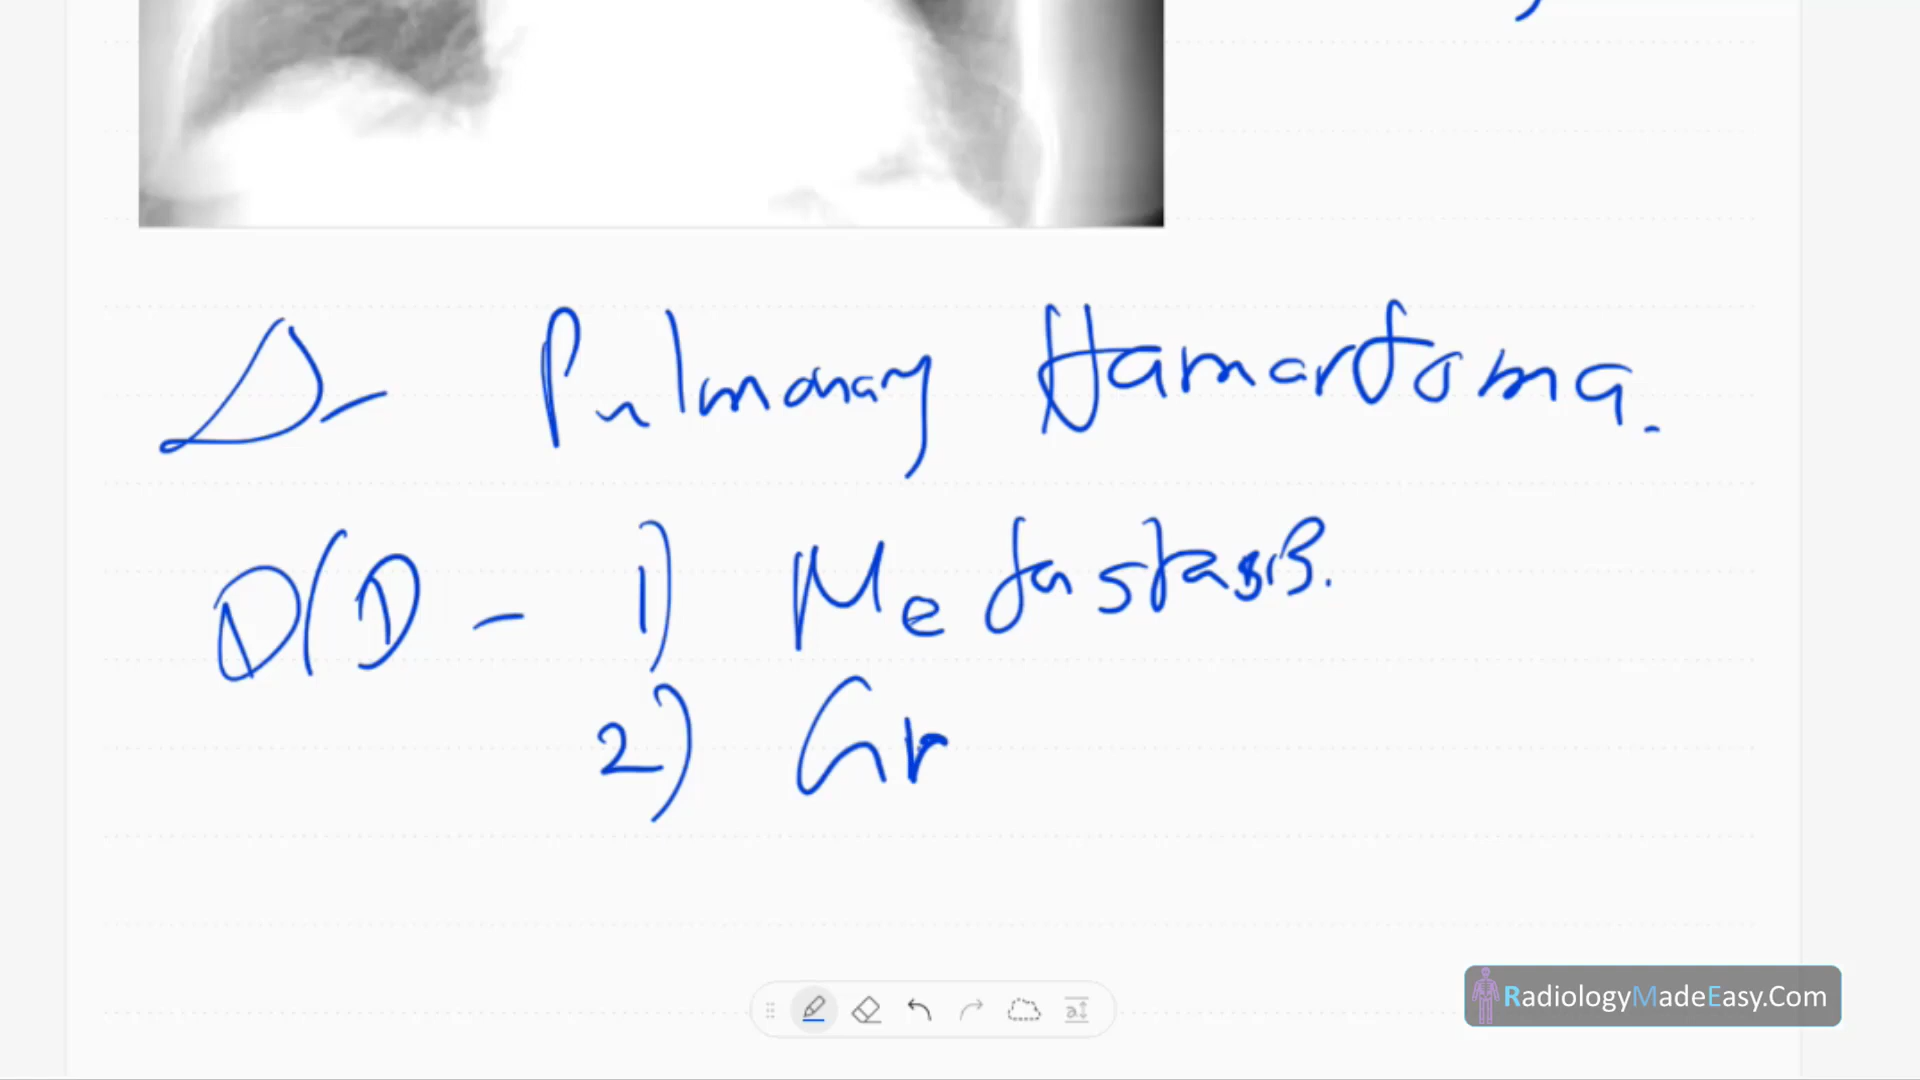 Δ- Pulmonary Hamartoma.
D/D - 1) Metastasis.
2) Gr
RadiologyMadeEasy.Com